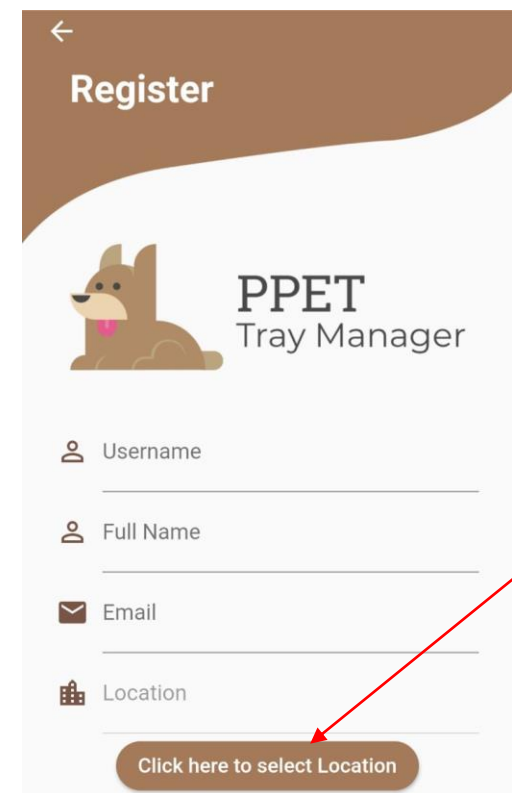 Register
PPET
Tray Manager
Username
Full Name
Email
Location
Click here to select Location